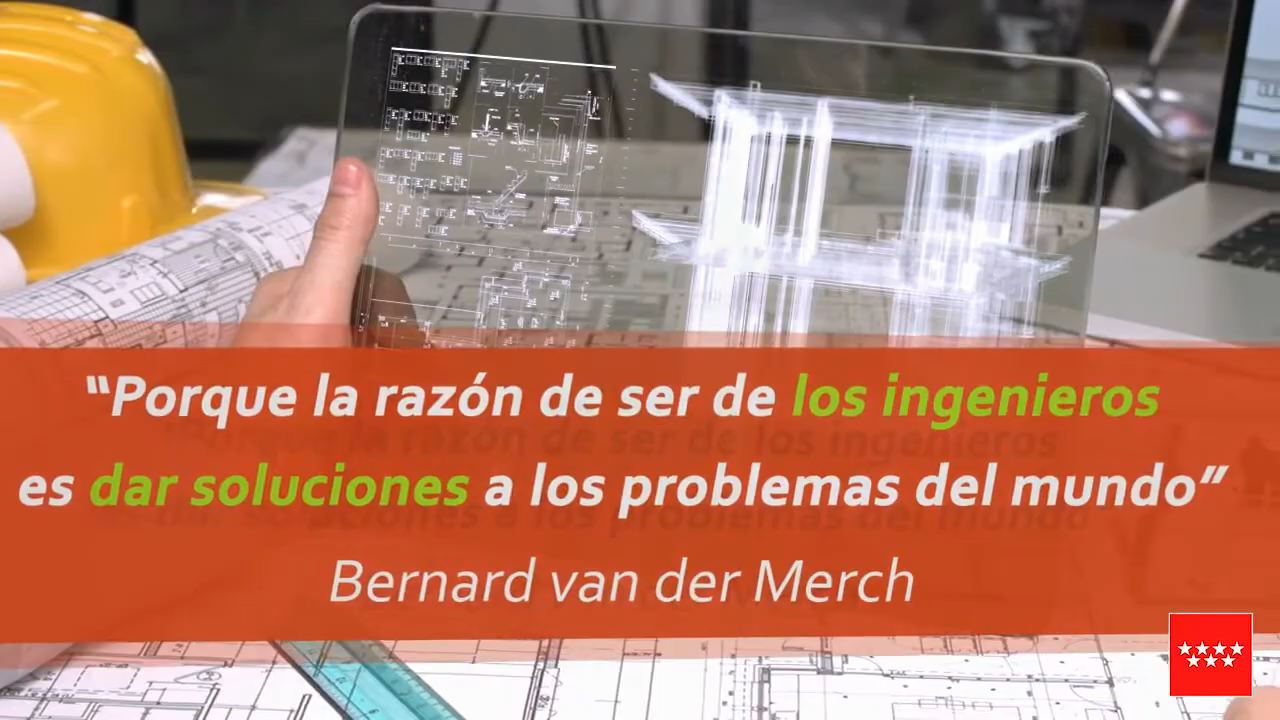 “Porque la razón de ser de los ingenieros
es dar soluciones a los problemas del mundo”
Bernard van der Merch